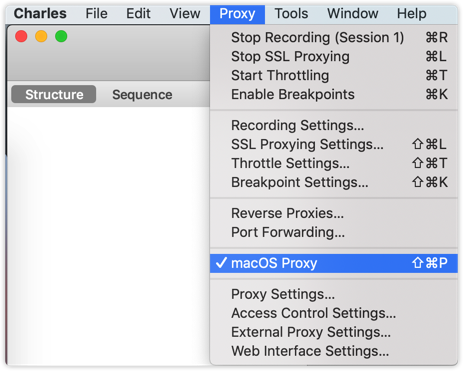 Charles File Edit View Proxy Tools Window Help
Structure Sequence
Stop Recording (Session 1) ⌘R
Stop SSL Proxying ⌘L
Start Throttling ⌘T
Enable Breakpoints ⌘K
Recording Settings...
SSL Proxying Settings... ⇧⌘L
Throttle Settings... ⇧⌘T
Breakpoint Settings... ⇧⌘K
Reverse Proxies...
Port Forwarding...
✓ macOS Proxy ⇧⌘P
Proxy Settings...
Access Control Settings...
External Proxy Settings...
Web Interface Settings...